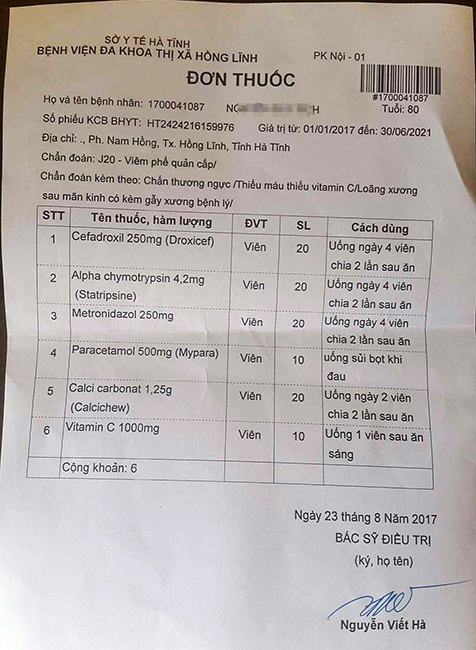 SỞ Y TẾ HÀ TĨNH
BỆNH VIỆN ĐA KHOA THỊ XÃ HỒNG LĨNH
PK Nội - 01
ĐƠN THUỐC
#1700041087
Họ và tên bệnh nhân: 1700041087 NG H Tuổi: 80
Số phiếu KCB BHYT: HT2424216159976 Giá trị từ: 01/01/2017 đến: 30/06/2021
Địa chỉ: ., Ph. Nam Hồng, Tx. Hồng Lĩnh, Tỉnh Hà Tĩnh
Chẩn đoán: J20 - Viêm phế quản cấp/
Chẩn đoán kèm theo: Chấn thương ngực /Thiếu máu thiếu vitamin C/Loãng xương
sau mãn kinh có kèm gẫy xương bệnh lý/
STT Tên thuốc, hàm lượng ĐVT SL Cách dùng
1 Cefadroxil 250mg (Droxicef) Viên 20 Uống ngày 4 viên
chia 2 lần sau ăn
2 Alpha chymotrypsin 4,2mg Viên 20 Uống ngày 4 viên
(Statripsine) chia 2 lần sau ăn
3 Metronidazol 250mg Viên 20 Uống ngày 4 viên
chia 2 lần sau ăn
4 Paracetamol 500mg (Mypara) Viên 10 uống sủi bọt khi
đau
5 Calci carbonat 1,25g Viên 20 Uống ngày 2 viên
(Calcichew) chia 2 lần sau ăn
6 Vitamin C 1000mg Viên 10 Uống 1 viên sau ăn
sáng
Cộng khoản: 6
Ngày 23 tháng 8 Năm 2017
BÁC SỸ ĐIỀU TRỊ
(ký, họ tên)
Nguyễn Viết Hà